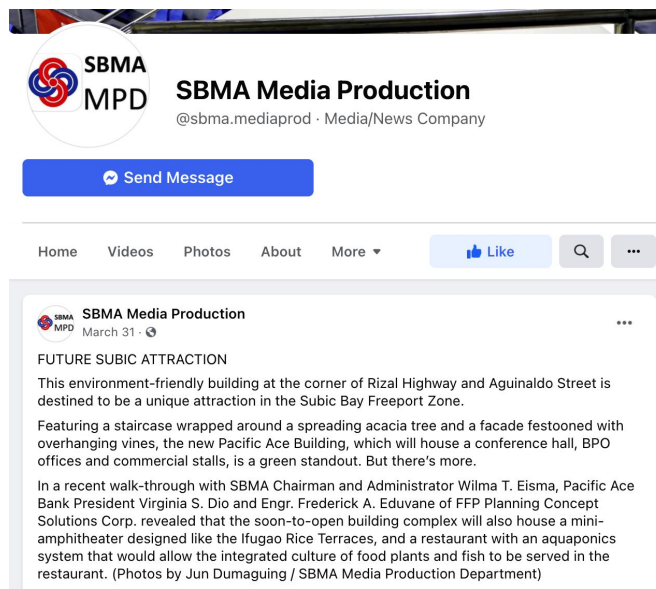 SBMA
MPD
SBMA Media Production
@sbma.mediaprod · Media/News Company
Send Message
Home Videos Photos About More Like
SBMA
MPD
SBMA Media Production
March 31 ·
FUTURE SUBIC ATTRACTION
This environment-friendly building at the corner of Rizal Highway and Aguinaldo Street is
destined to be a unique attraction in the Subic Bay Freeport Zone.
Featuring a staircase wrapped around a spreading acacia tree and a facade festooned with
overhanging vines, the new Pacific Ace Building, which will house a conference hall, BPO
offices and commercial stalls, is a green standout. But there's more.
In a recent walk-through with SBMA Chairman and Administrator Wilma T. Eisma, Pacific Ace
Bank President Virginia S. Dio and Engr. Frederick A. Eduvane of FFP Planning Concept
Solutions Corp. revealed that the soon-to-open building complex will also house a mini-
amphitheater designed like the Ifugao Rice Terraces, and a restaurant with an aquaponics
system that would allow the integrated culture of food plants and fish to be served in the
restaurant. (Photos by Jun Dumaguing / SBMA Media Production Department)